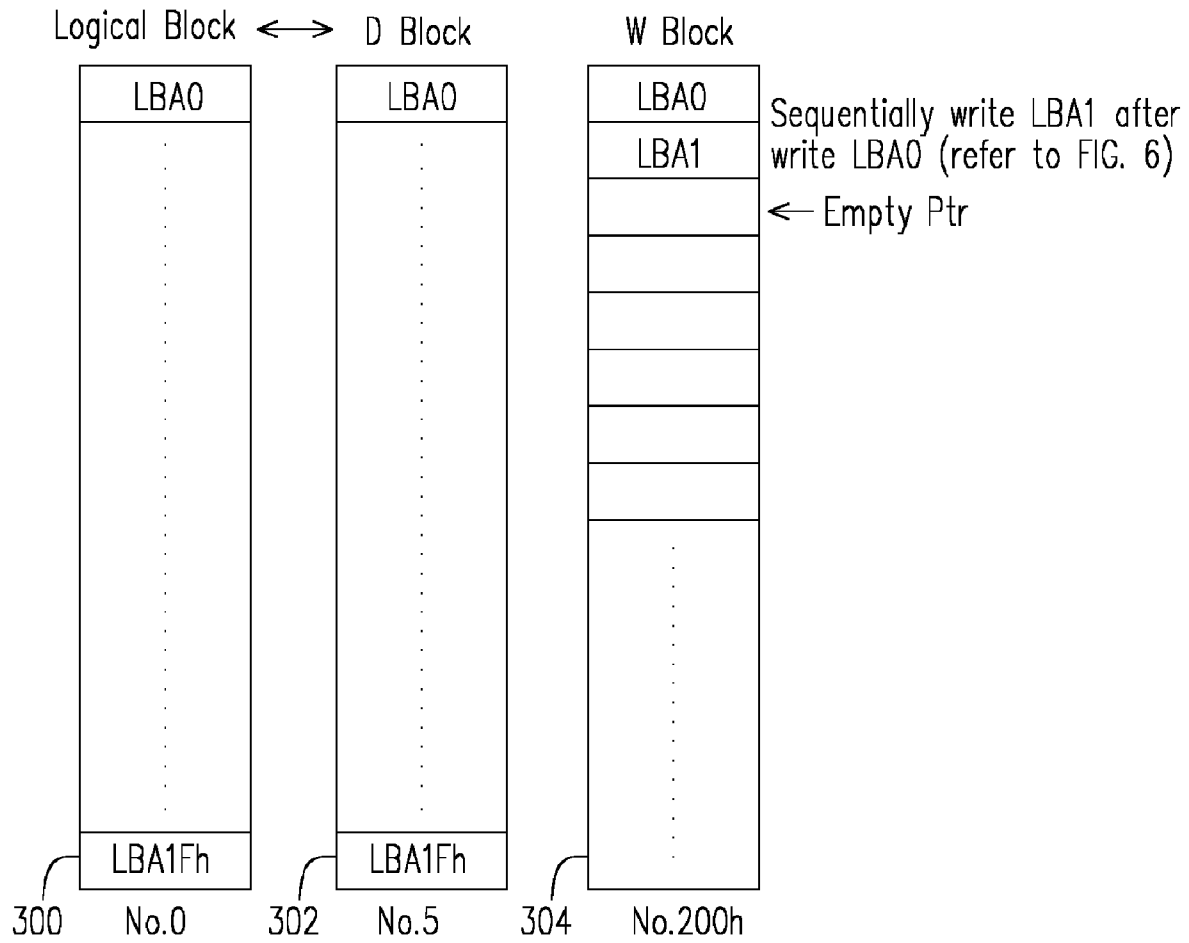 Logical Block ⟷ D Block W Block
LBA0 LBA0 LBA0
LBA1
Sequentially write LBA1 after
write LBA0 (refer to FIG. 6)
← Empty Ptr
LBA1Fh LBA1Fh
300 No.0 302 No.5 304 No.200h